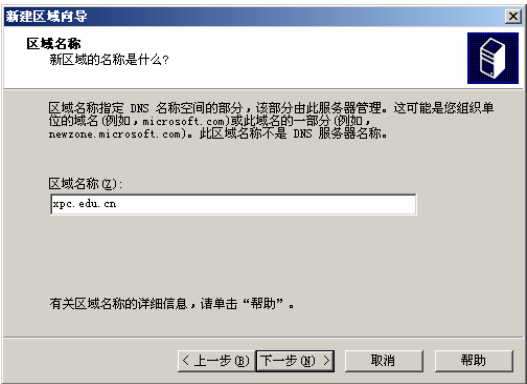 新建区域向导
区域名称
新区域的名称是什么?
区域名称指定 DNS 名称空间的部分，该部分由此服务器管理。这可能是您组织单
位的域名(例如，microsoft.com)或此域名的一部分(例如，
newzone.microsoft.com)。此区域名称不是 DNS 服务器名称。
区域名称(Z):
xpc.edu.cn
有关区域名称的详细信息，请单击“帮助”。
< 上一步(B) 下一步(N) > 取消 帮助